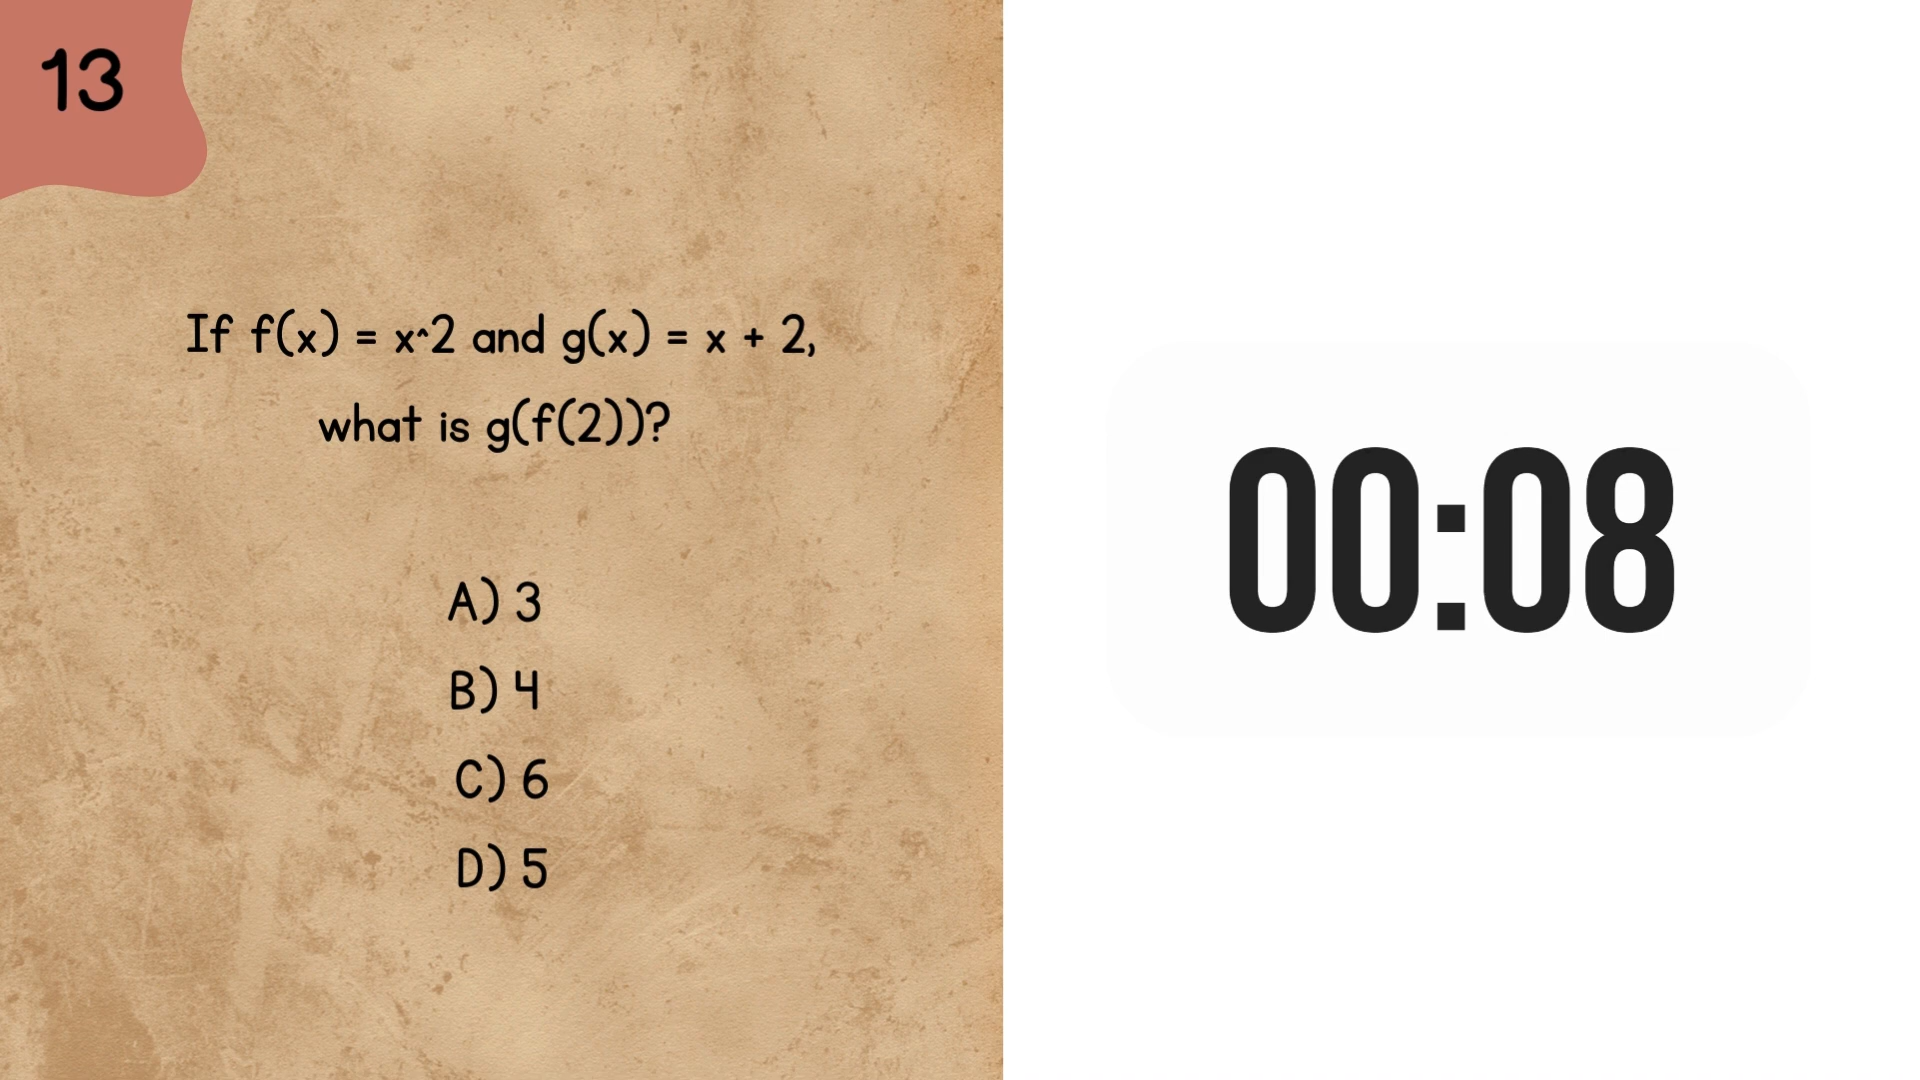 13
If f(x) = x^2 and g(x) = x + 2,
what is g(f(2))?
A) 3
B) 4
C) 6
D) 5
00:08